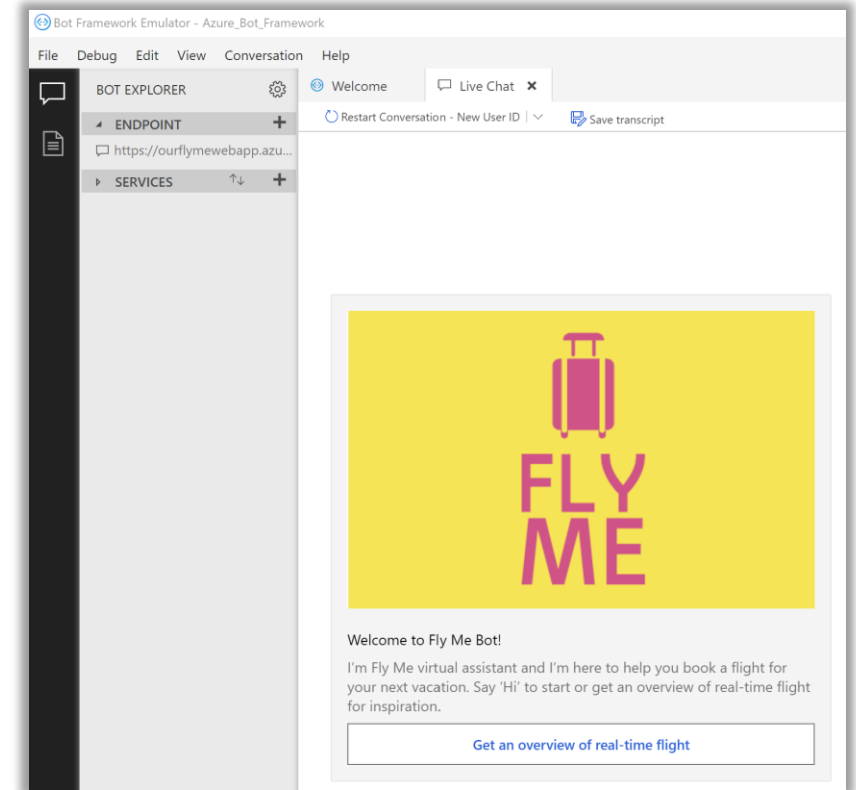 Bot Framework Emulator - Azure_Bot_Framework
File Debug Edit View Conversation Help
BOT EXPLORER
ENDPOINT
https://ourflymewebapp.azu...
SERVICES
Welcome
Live Chat
Restart Conversation - New User ID
Save transcript
FLY
ME
Welcome to Fly Me Bot!
I'm Fly Me virtual assistant and I'm here to help you book a flight for
your next vacation. Say ‘Hi’ to start or get an overview of real-time flight
for inspiration.
Get an overview of real-time flight